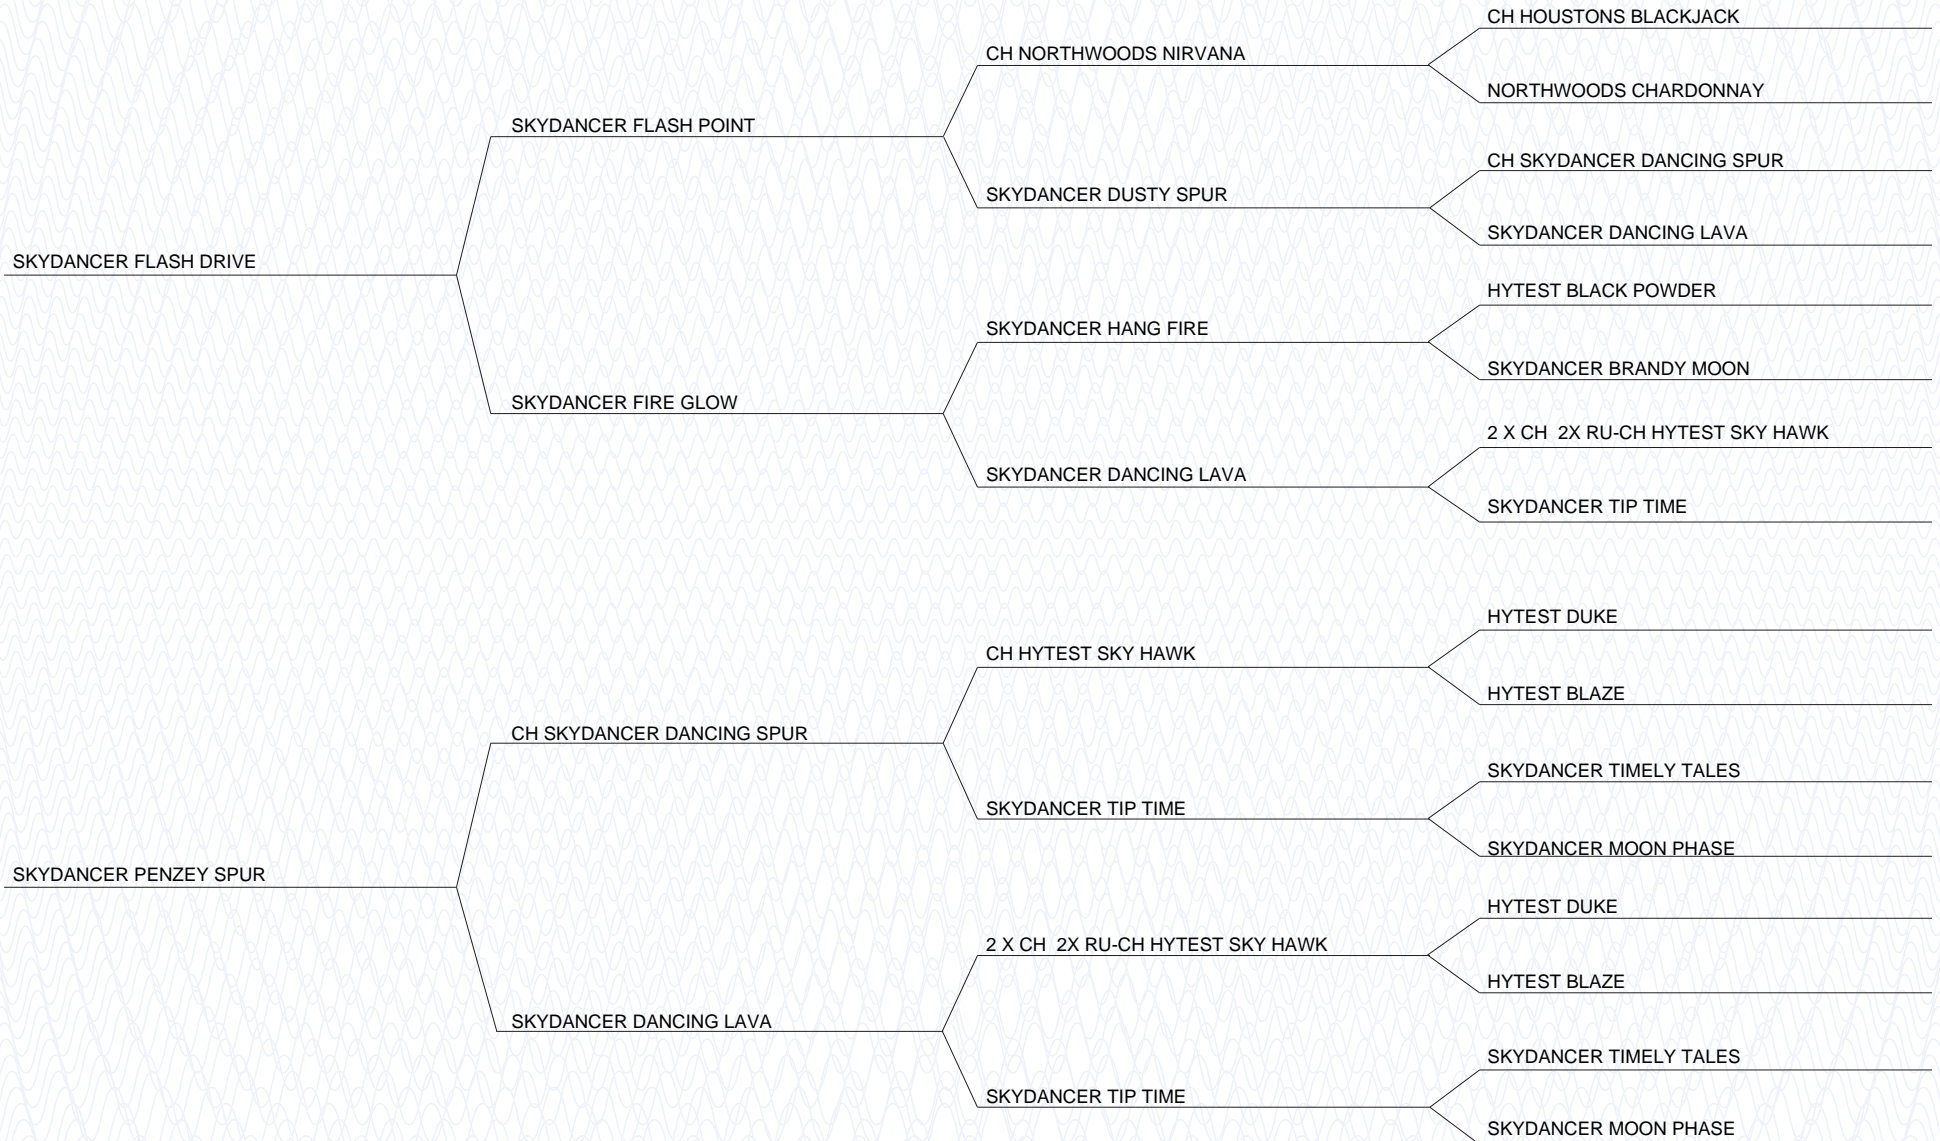 CH HOUSTONS BLACKJACK
CH NORTHWOODS NIRVANA
NORTHWOODS CHARDONNAY
SKYDANCER FLASH POINT
CH SKYDANCER DANCING SPUR
SKYDANCER DUSTY SPUR
SKYDANCER DANCING LAVA
SKYDANCER FLASH DRIVE
HYTEST BLACK POWDER
SKYDANCER HANG FIRE
SKYDANCER BRANDY MOON
SKYDANCER FIRE GLOW
2 X CH  2X RU-CH HYTEST SKY HAWK
SKYDANCER DANCING LAVA
SKYDANCER TIP TIME
HYTEST DUKE
CH HYTEST SKY HAWK
HYTEST BLAZE
CH SKYDANCER DANCING SPUR
SKYDANCER TIMELY TALES
SKYDANCER TIP TIME
SKYDANCER MOON PHASE
SKYDANCER PENZEY SPUR
HYTEST DUKE
2 X CH  2X RU-CH HYTEST SKY HAWK
HYTEST BLAZE
SKYDANCER DANCING LAVA
SKYDANCER TIMELY TALES
SKYDANCER TIP TIME
SKYDANCER MOON PHASE